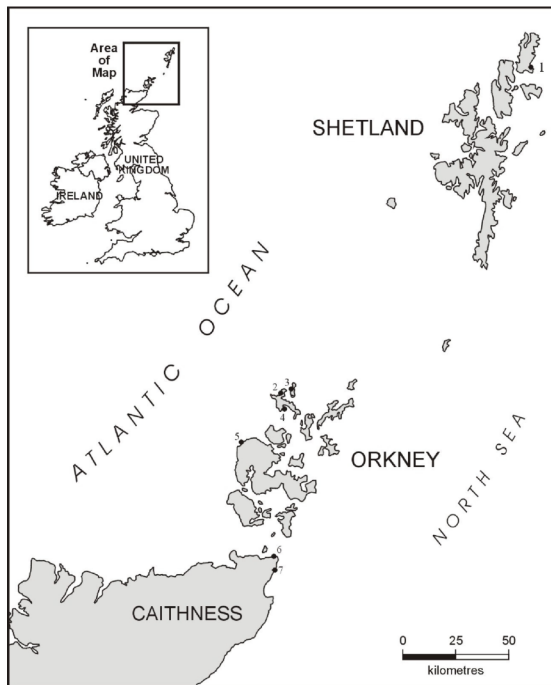 Area
of
Map
UNITED
KINGDOM
IRELAND
1
SHETLAND
ATLANTIC OCEAN
2
3
4
5
ORKNEY
NORTH SEA
6
7
CAITHNESS
0 25 50
kilometres